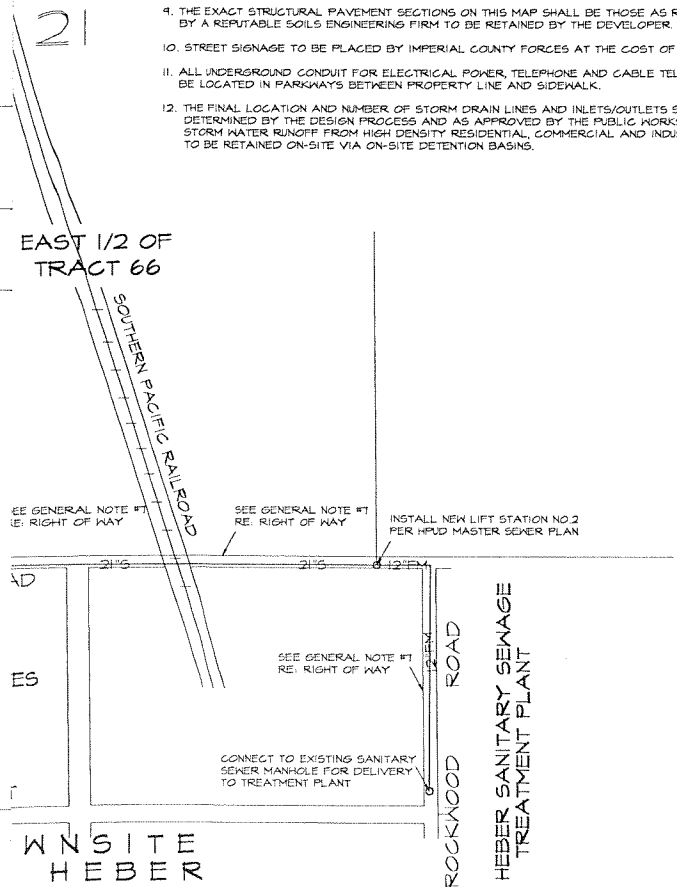 21
9. THE EXACT STRUCTURAL PAVEMENT SECTIONS ON THIS MAP SHALL BE THOSE AS R
BY A REPUTABLE SOILS ENGINEERING FIRM TO BE RETAINED BY THE DEVELOPER.
10. STREET SIGNAGE TO BE PLACED BY IMPERIAL COUNTY FORCES AT THE COST OF
11. ALL UNDERGROUND CONDUIT FOR ELECTRICAL POWER, TELEPHONE AND CABLE TEL
BE LOCATED IN PARKWAYS BETWEEN PROPERTY LINE AND SIDEWALK.
12. THE FINAL LOCATION AND NUMBER OF STORM DRAIN LINES AND INLETS/OUTLETS S
DETERMINED BY THE DESIGN PROCESS AND AS APPROVED BY THE PUBLIC WORKS
STORM WATER RUNOFF FROM HIGH DENSITY RESIDENTIAL, COMMERCIAL AND INDU
TO BE RETAINED ON-SITE VIA ON-SITE DETENTION BASINS.
EAST 1/2 OF
TRACT 66
SOUTHERN PACIFIC RAILROAD
SEE GENERAL NOTE #7
RE: RIGHT OF WAY
SEE GENERAL NOTE #7
RE: RIGHT OF WAY
INSTALL NEW LIFT STATION NO.2
PER HPUD MASTER SEWER PLAN
21"S
21"S
12"FM
AD
12"FM
ES
SEE GENERAL NOTE #7
RE: RIGHT OF WAY
CONNECT TO EXISTING SANITARY
SEWER MANHOLE FOR DELIVERY
TO TREATMENT PLANT
ROCKWOOD ROAD
HEBER SANITARY SEWAGE
TREATMENT PLANT
WNSITE
HEBER